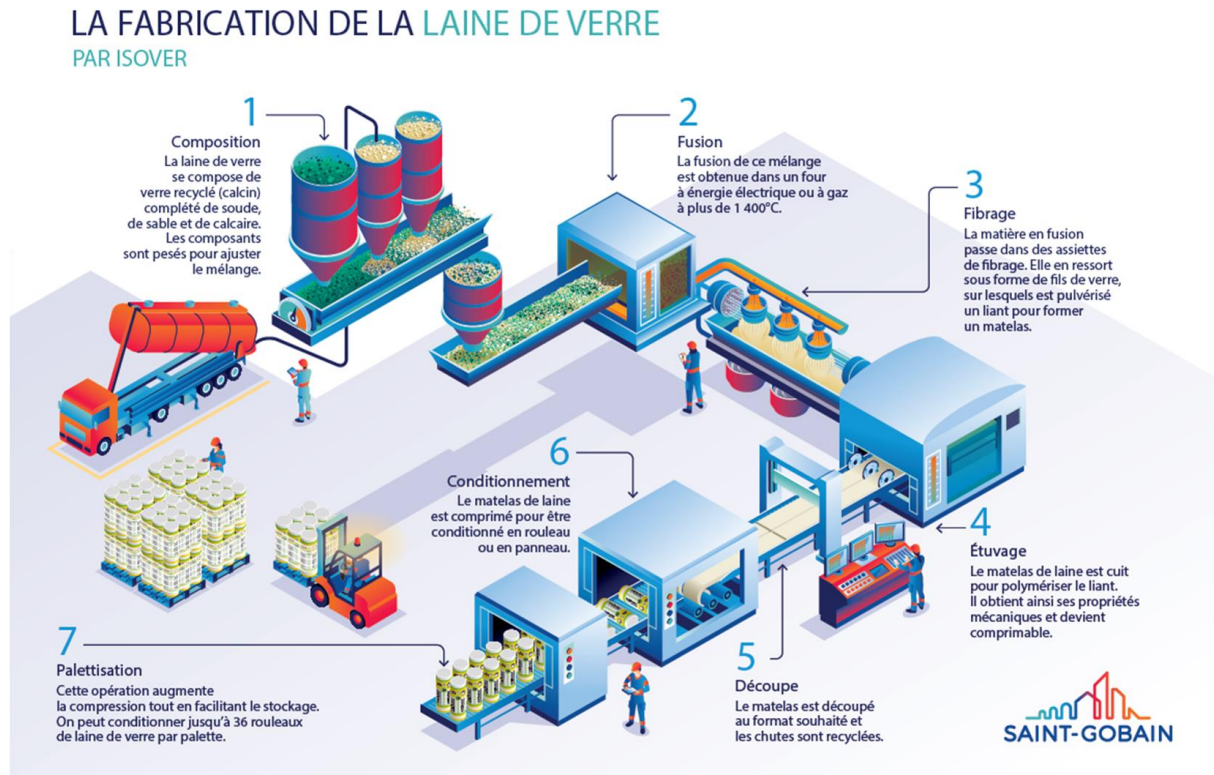 LA FABRICATION DE LA LAINE DE VERRE
PAR ISOVER
1
Composition
La laine de verre
se compose de
verre recyclé (calcin)
complété de soude,
de sable et de calcaire.
Les composants
sont pesés pour ajuster
le mélange.
2
Fusion
La fusion de ce mélange
est obtenue dans un four
à énergie électrique ou à gaz
à plus de 1 400°C.
3
Fibrage
La matière en fusion
passe dans des assiettes
de fibrage. Elle en ressort
sous forme de fils de verre,
sur lesquels est pulvérisé
un liant pour former
un matelas.
4
Étuvage
Le matelas de laine est cuit
pour polymériser le liant.
Il obtient ainsi ses propriétés
mécaniques et devient
comprimable.
5
Découpe
Le matelas est découpé
au format souhaité et
les chutes sont recyclées.
6
Conditionnement
Le matelas de laine
est comprimé pour être
conditionné en rouleau
ou en panneau.
7
Palettisation
Cette opération augmente
la compression tout en facilitant le stockage.
On peut conditionner jusqu'à 36 rouleaux
de laine de verre par palette.
SAINT-GOBAIN